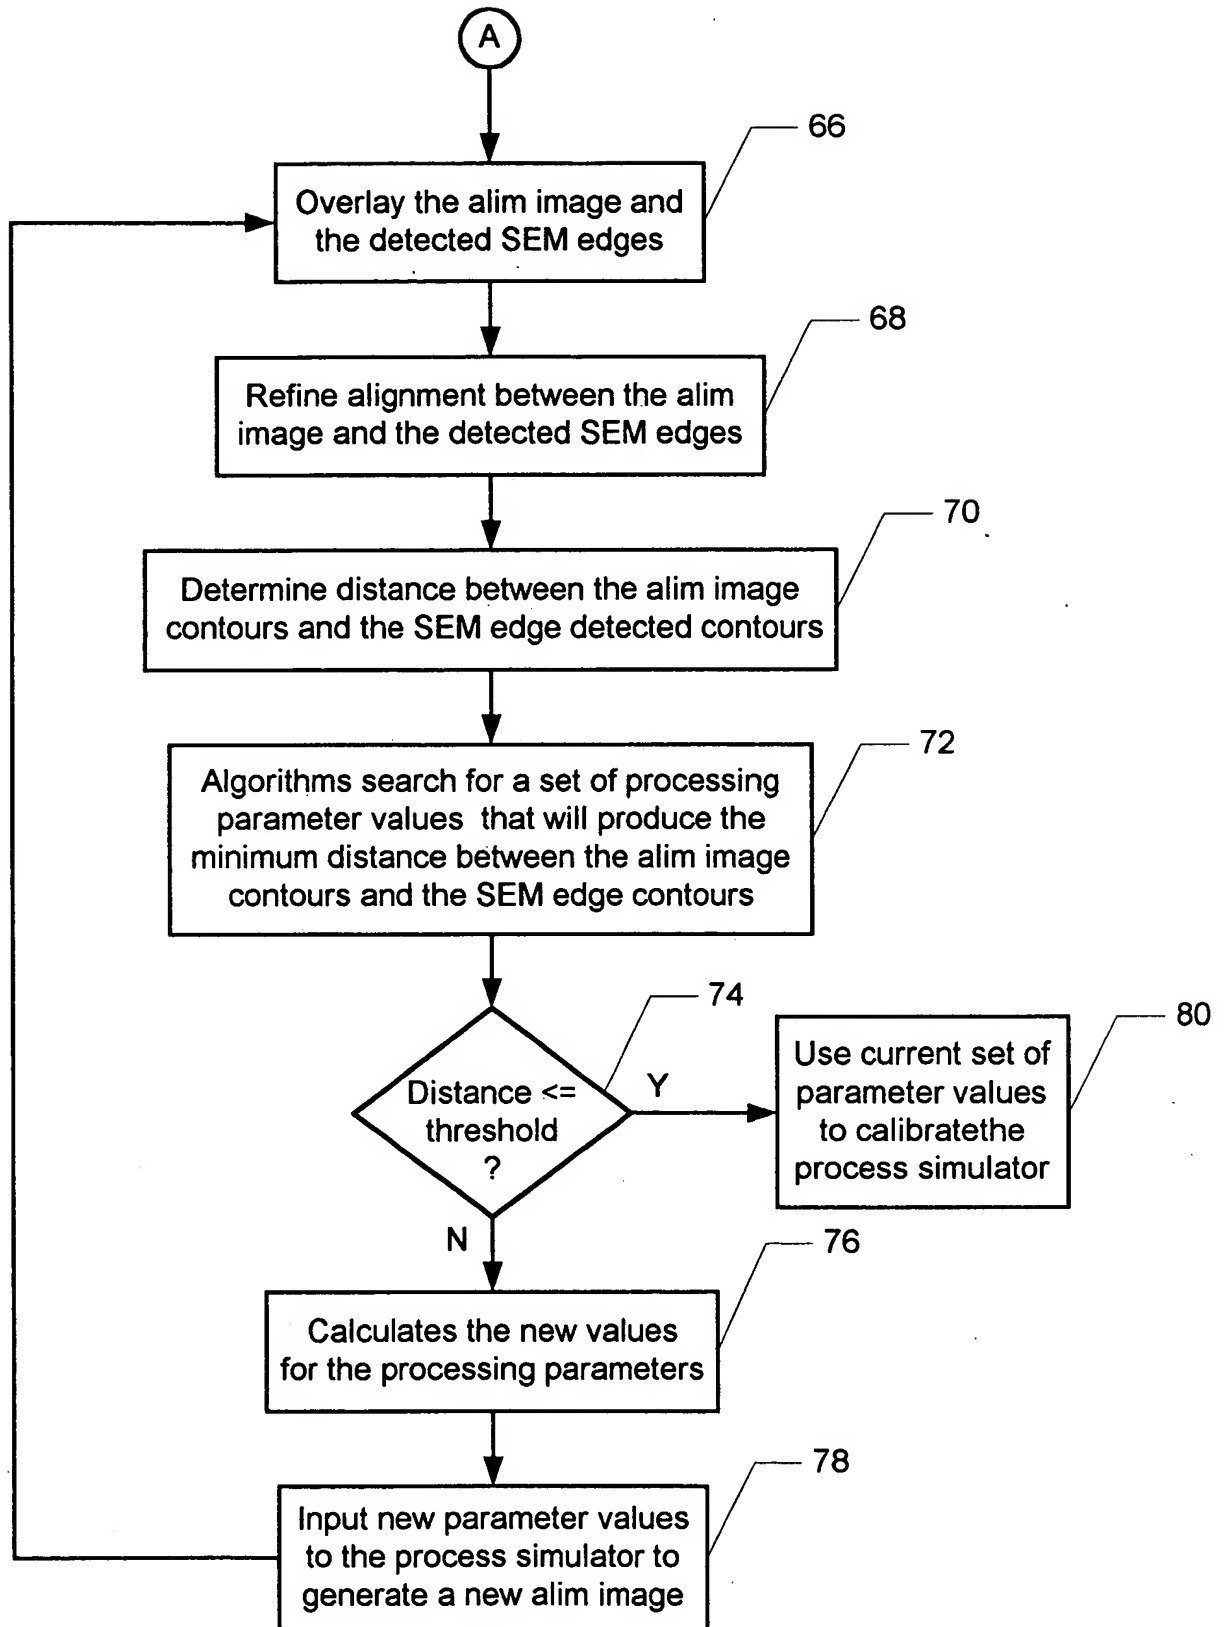 A
66
Overlay the alim image and
the detected SEM edges
68
Refine alignment between the alim
image and the detected SEM edges
70
Determine distance between the alim image
contours and the SEM edge detected contours
72
Algorithms search for a set of processing
parameter values that will produce the
minimum distance between the alim image
contours and the SEM edge contours
74
Distance <=
threshold
?
Y
80
Use current set of
parameter values
to calibratethe
process simulator
N
76
Calculates the new values
for the processing parameters
78
Input new parameter values
to the process simulator to
generate a new alim image